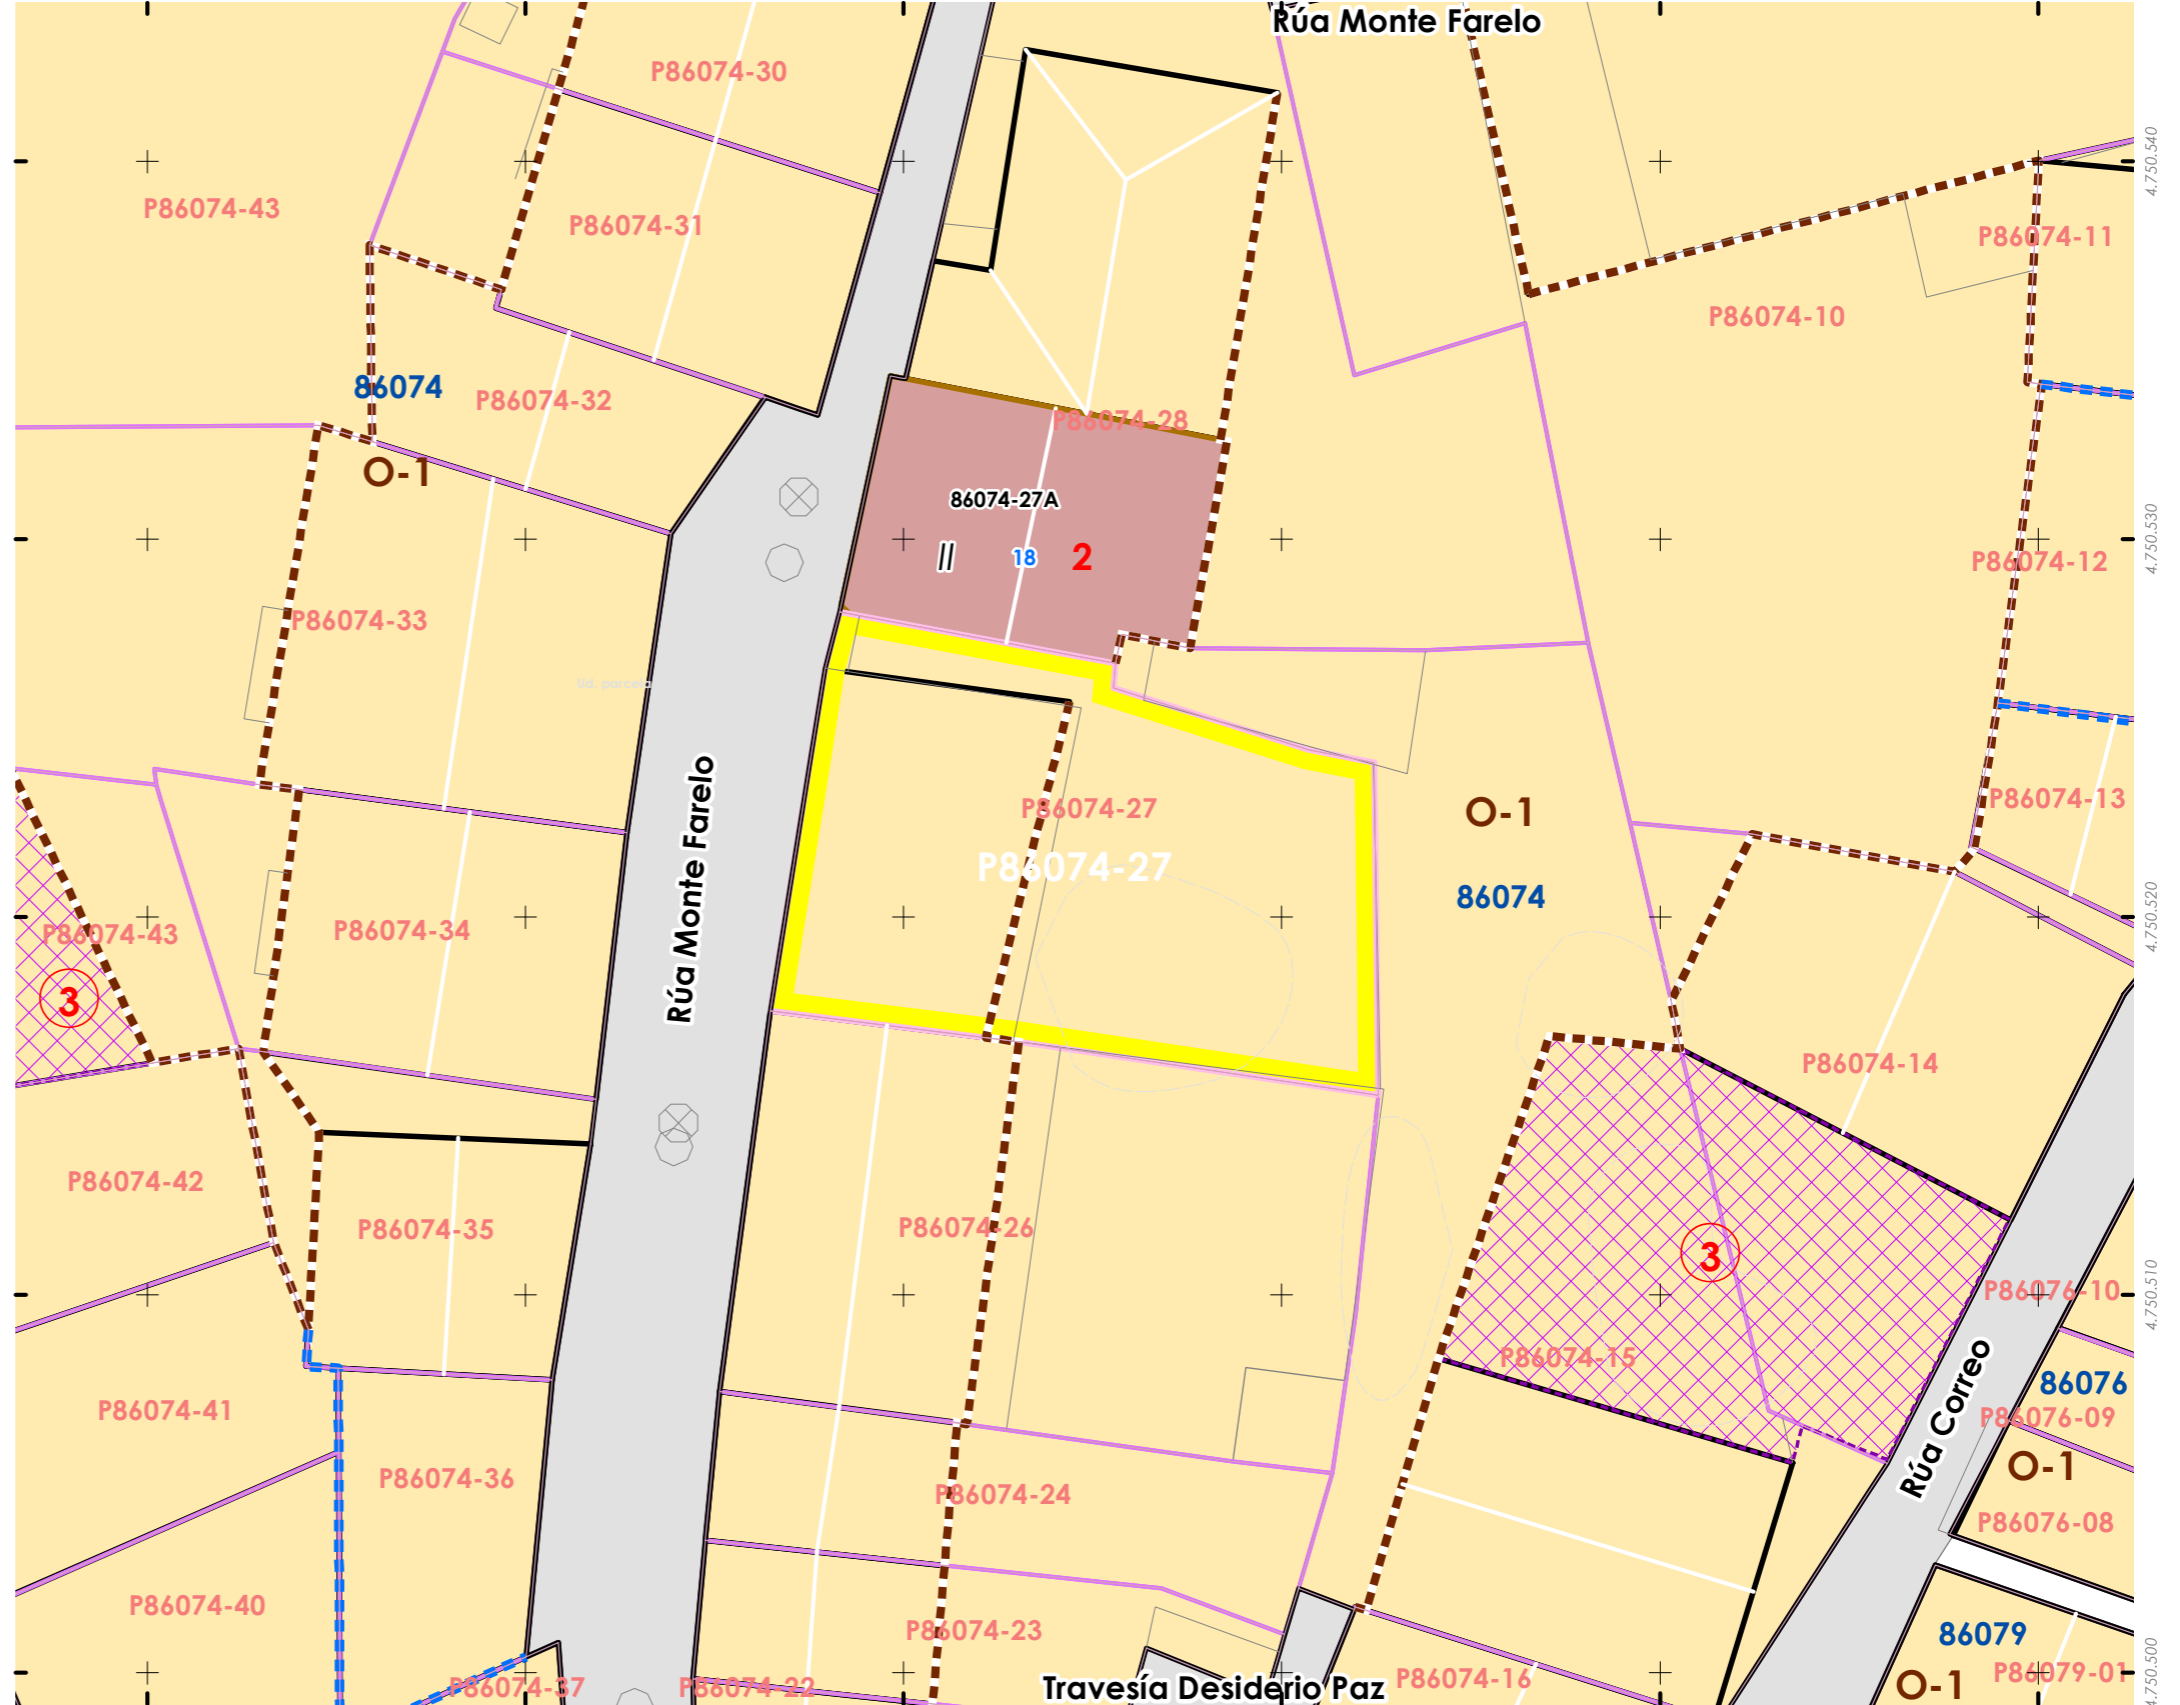 Rúa Monte Farelo
P86074-30
4.750.540
P86074-43
P86074-31
P86074-11
P86074-10
86074
P86074-32
P86074-28
O-1
86074-27A
II
18
2
4.750.530
P86074-12
P86074-33
Ud. parcela
Rúa Monte Farelo
P86074-27
O-1
P86074-13
P86074-27
86074
4.750.520
P86074-34
P86074-43
3
P86074-14
P86074-42
P86074-35
P86074-26
3
P86074-10
P86076-10
4.750.510
P86074-15
Rúa Correo
86076
P86074-41
P86076-09
O-1
P86074-36
P86074-24
P86076-08
P86074-40
P86074-23
86079
P86074-37
P86074-22
Travesía Desiderio Paz
P86074-16
O-1
P86079-01
4.750.500